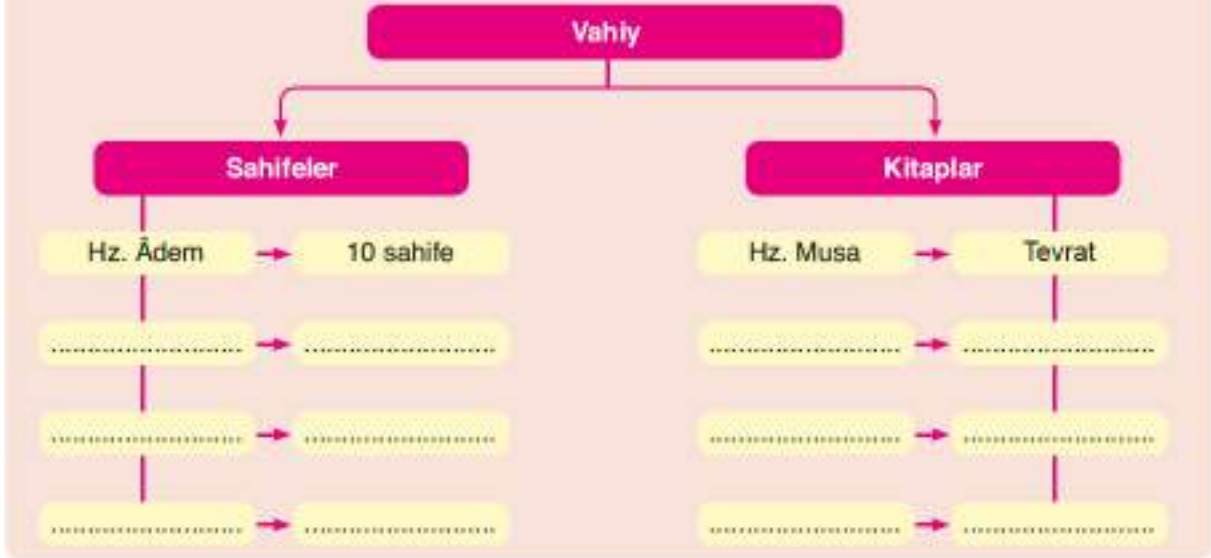 Vahiy
Sahifeler
Kitaplar
Hz. Âdem
10 sahife
Hz. Musa
Tevrat
........................ ........................ ........................ ........................
........................ ........................ ........................ ........................
........................ ........................ ........................ ........................